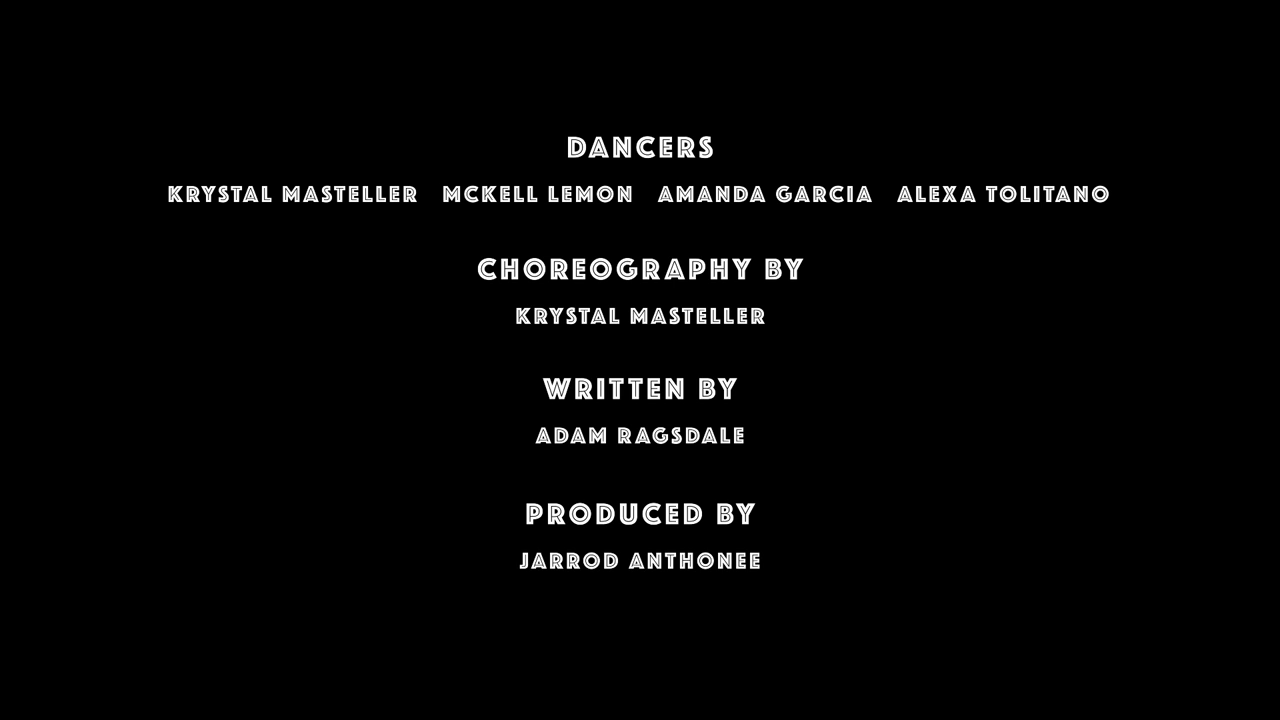 DANCERS
KRYSTAL MASTELLER MCKELL LEMON AMANDA GARCIA ALEXA TOLITANO
CHOREOGRAPHY BY
KRYSTAL MASTELLER
WRITTEN BY
ADAM RAGSDALE
PRODUCED BY
JARROD ANTHONEE